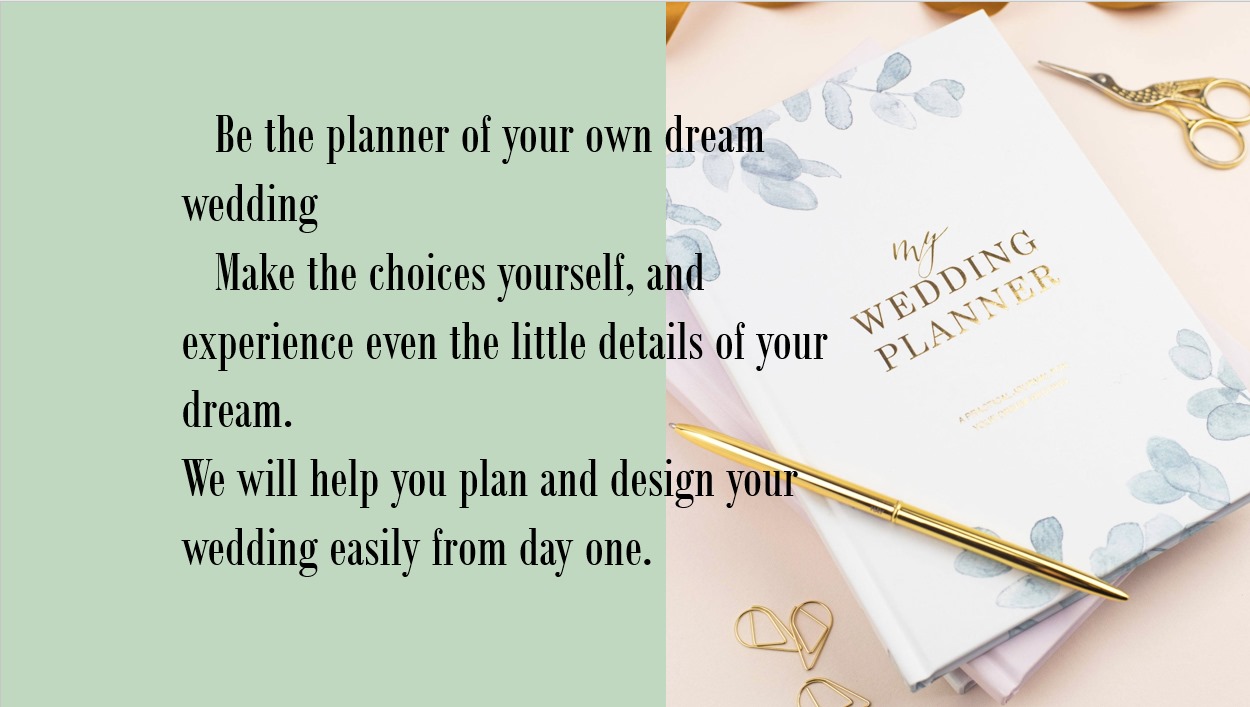 Be the planner of your own dream
wedding
Make the choices yourself, and
experience even the little details of your
dream.
We will help you plan and design your
wedding easily from day one.
my
WEDDING
PLANNER